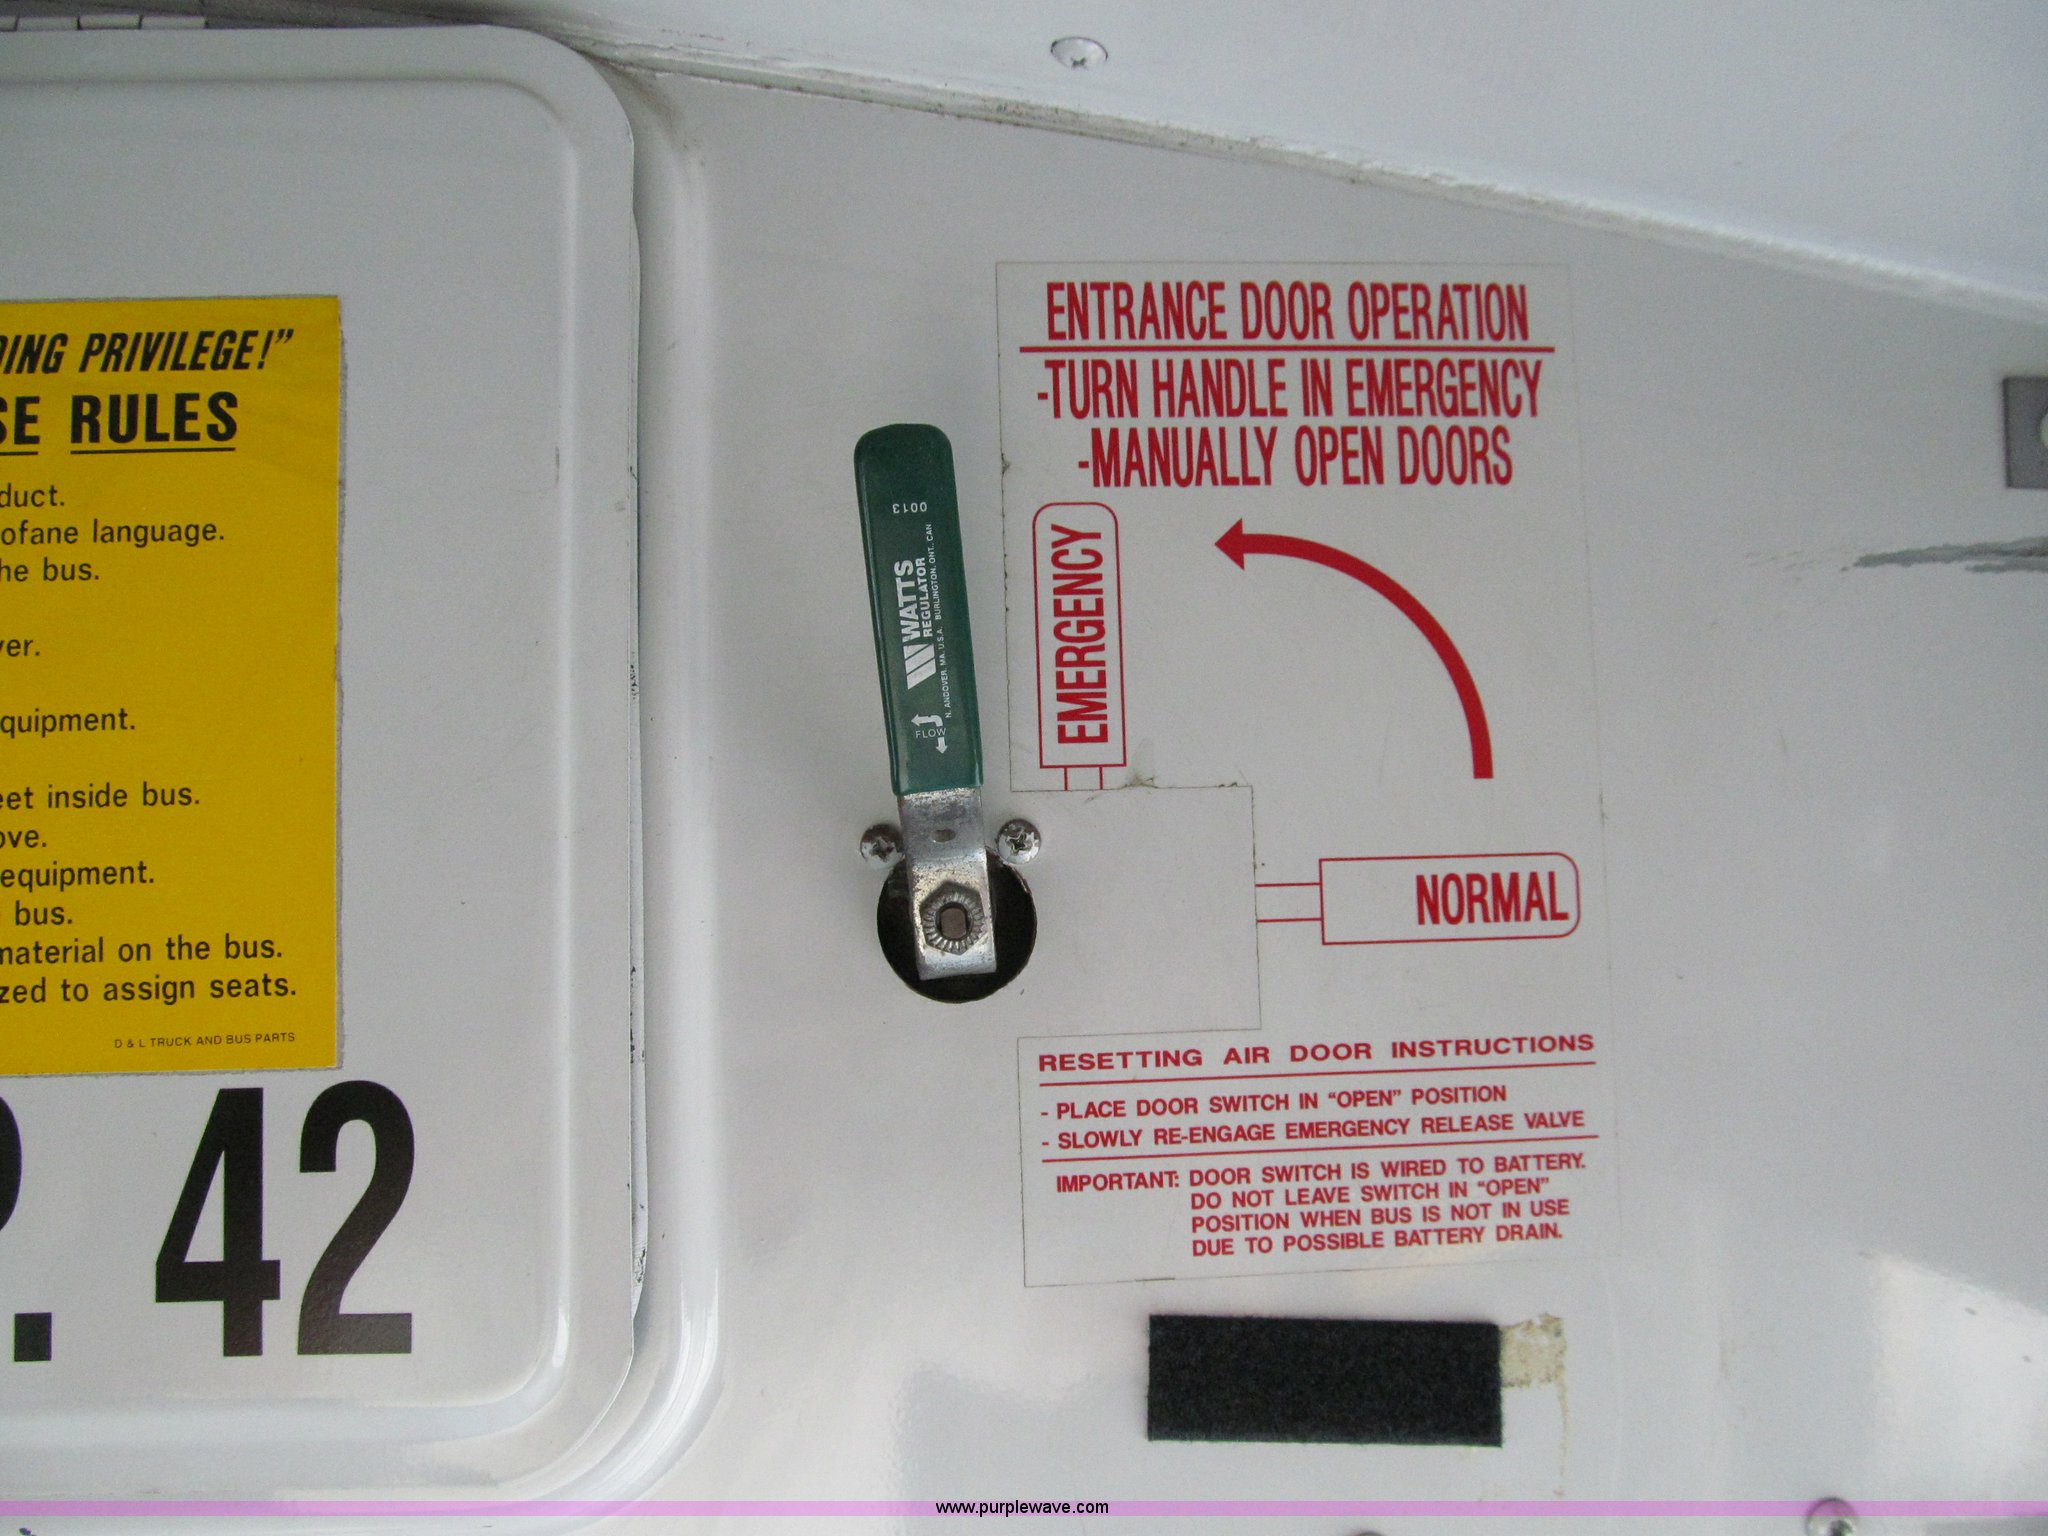 DING PRIVILEGE!”
SE RULES
duct.
ofane language.
he bus.
ver.
quipment.
eet inside bus.
ove.
equipment.
bus.
material on the bus.
zed to assign seats.
D & L TRUCK AND BUS PARTS
. 42
0013
WATTS
REGULATOR
N. ANDOVER, MA. U.S.A. BURLINGTON, ONT., CAN
FLOW
ENTRANCE DOOR OPERATION
-TURN HANDLE IN EMERGENCY
-MANUALLY OPEN DOORS
EMERGENCY
NORMAL
RESETTING AIR DOOR INSTRUCTIONS
- PLACE DOOR SWITCH IN “OPEN” POSITION
- SLOWLY RE-ENGAGE EMERGENCY RELEASE VALVE
IMPORTANT: DOOR SWITCH IS WIRED TO BATTERY.
DO NOT LEAVE SWITCH IN “OPEN”
POSITION WHEN BUS IS NOT IN USE
DUE TO POSSIBLE BATTERY DRAIN.
www.purplewave.com